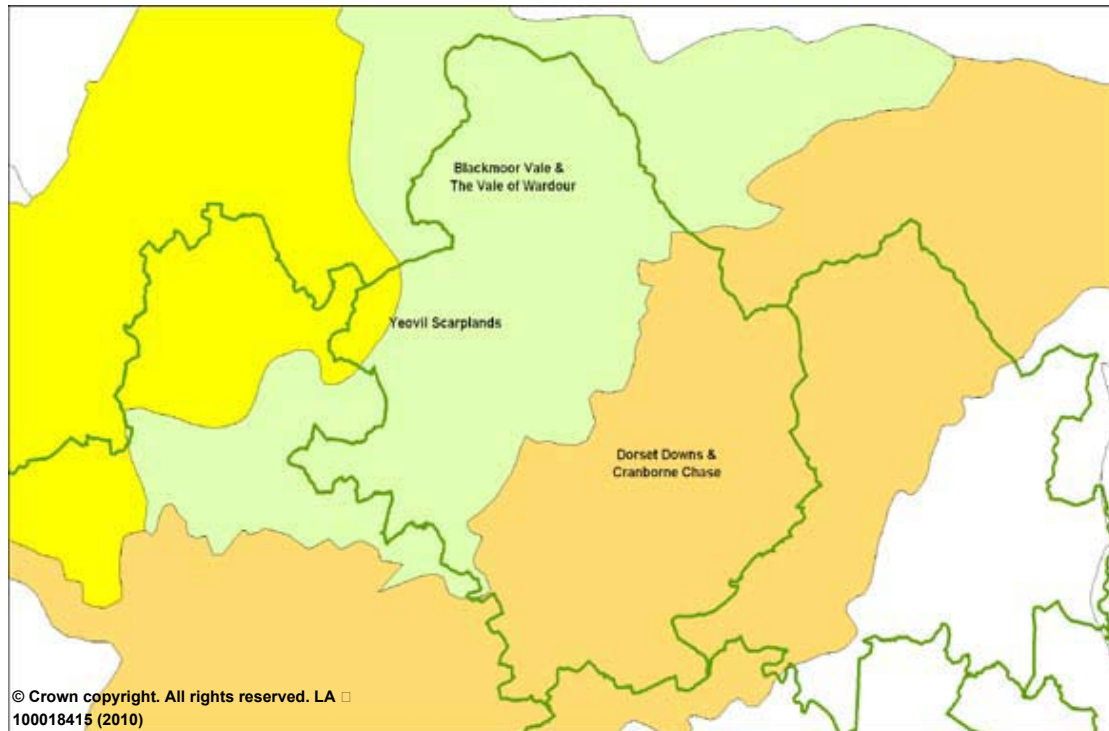 Blackmoor Vale &
The Vale of Wardour
Yeovil Scarplands
Dorset Downs &
Cranborne Chase
© Crown copyright. All rights reserved. LA □
100018415 (2010)